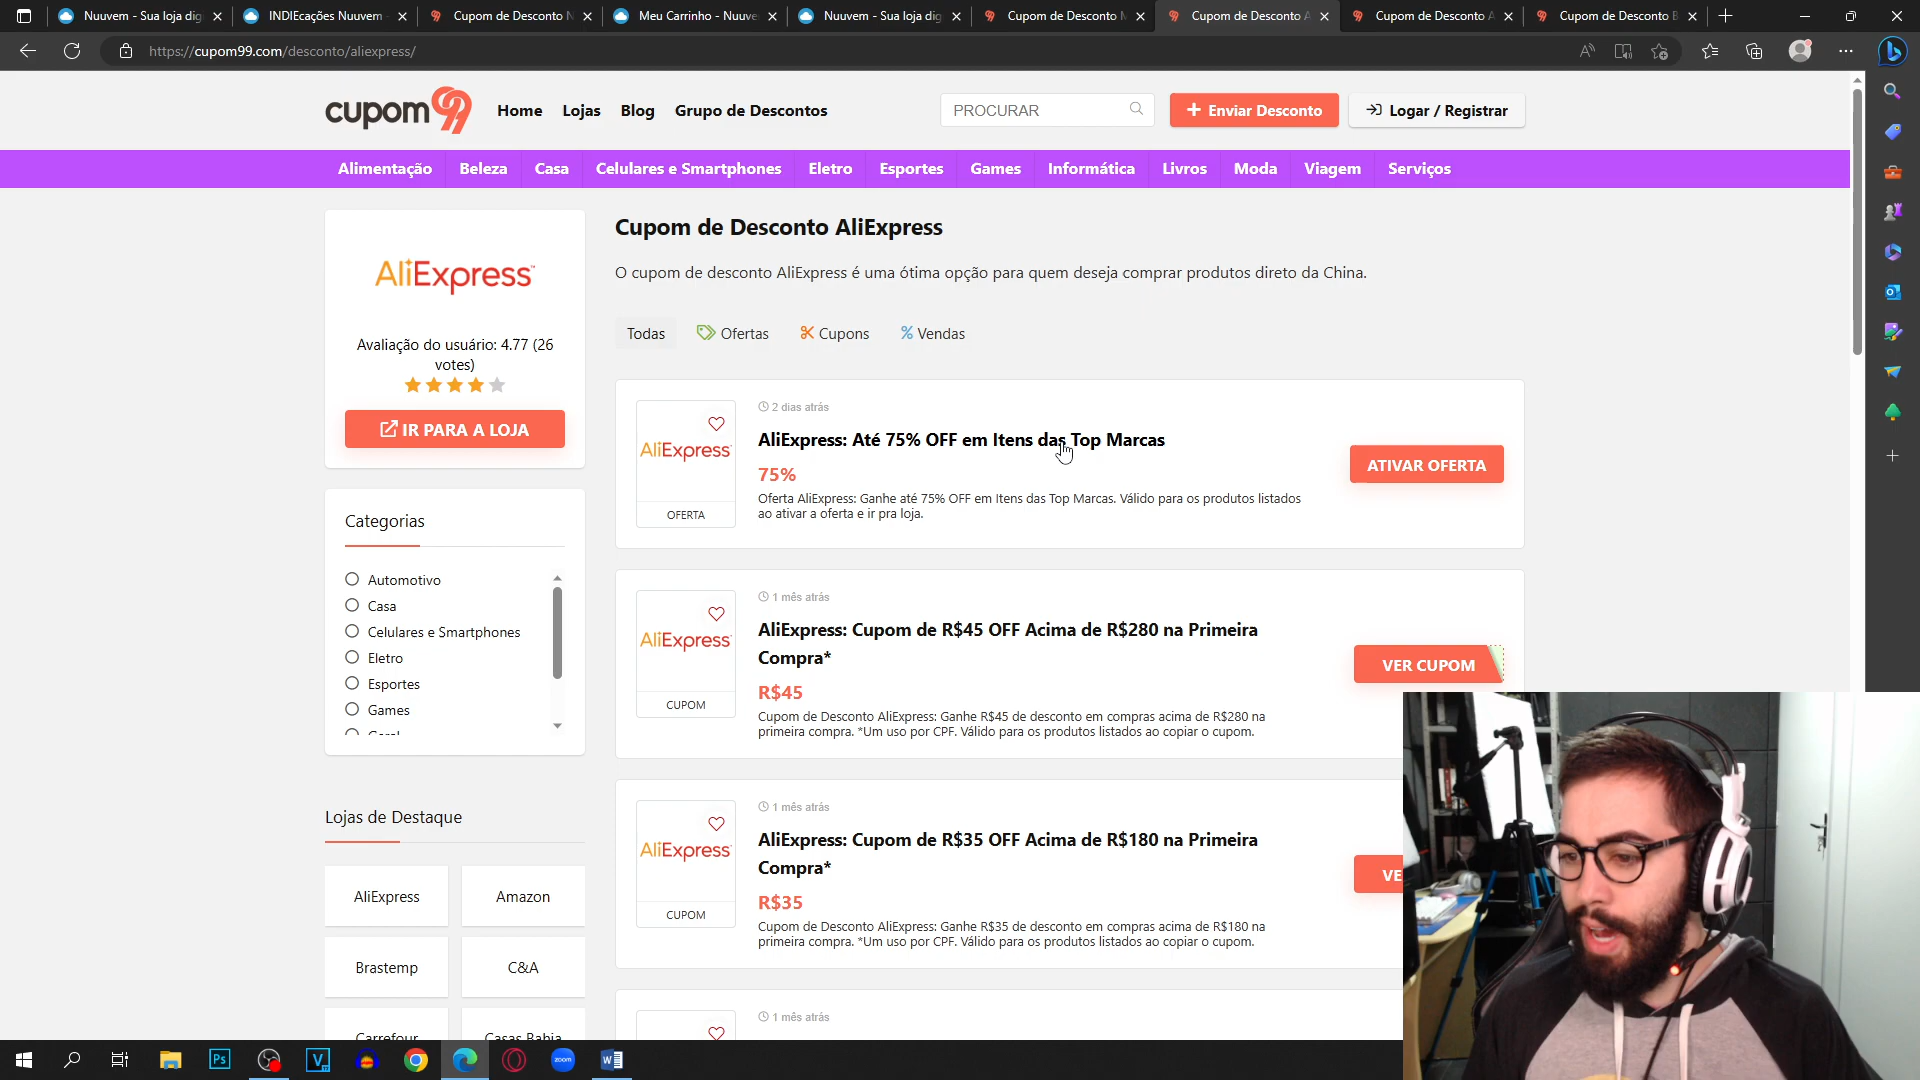 Nuuvem - Sua loja dig
INDIEcações Nuuvem -
Cupom de Desconto N
Meu Carrinho - Nuuve
Nuuvem - Sua loja dig
Cupom de Desconto
Cupom de Desconto A
Cupom de Desconto A
Cupom de Desconto B
https://cupom99.com/desconto/aliexpress/
cupom99
Home
Lojas
Blog
Grupo de Descontos
PROCURAR
Enviar Desconto
Logar / Registrar
Alimentação
Beleza
Casa
Celulares e Smartphones
Eletro
Esportes
Games
Informática
Livros
Moda
Viagem
Serviços
AliExpress
Avaliação do usuário: 4.77 (26
votes)
IR PARA A LOJA
Categorias
Automotivo
Casa
Celulares e Smartphones
Eletro
Esportes
Games
Geral
Lojas de Destaque
AliExpress
Amazon
Brastemp
C&A
Carrefour
Casas Bahia
Cupom de Desconto AliExpress
O cupom de desconto AliExpress é uma ótima opção para quem deseja comprar produtos direto da China.
Todas
Ofertas
Cupons
Vendas
AliExpress
OFERTA
2 dias atrás
AliExpress: Até 75% OFF em Itens das Top Marcas
75%
Oferta AliExpress: Ganhe até 75% OFF em Itens das Top Marcas. Válido para os produtos listados
ao ativar a oferta e ir pra loja.
ATIVAR OFERTA
AliExpress
CUPOM
1 mês atrás
AliExpress: Cupom de R$45 OFF Acima de R$280 na Primeira
Compra*
R$45
Cupom de Desconto AliExpress: Ganhe R$45 de desconto em compras acima de R$280 na
primeira compra. *Um uso por CPF. Válido para os produtos listados ao copiar o cupom.
VER CUPOM
AliExpress
CUPOM
1 mês atrás
AliExpress: Cupom de R$35 OFF Acima de R$180 na Primeira
Compra*
R$35
Cupom de Desconto AliExpress: Ganhe R$35 de desconto em compras acima de R$180 na
primeira compra. *Um uso por CPF. Válido para os produtos listados ao copiar o cupom.
VE
1 mês atrás
Ps
V
zoom
W